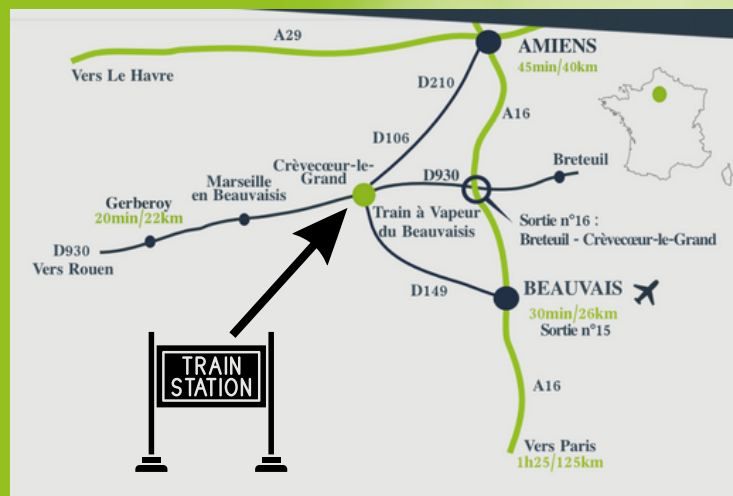 A29
AMIENS
45min/40km
Vers Le Havre
D210
A16
D106
Crèvecœur-le-
Grand
D930
Breteuil
Marseille
en Beauvaisis
Gerberoy
20min/22km
Train à Vapeur
du Beauvaisis
Sortie n°16 :
Breteuil - Crèvecœur-le-Grand
D930
Vers Rouen
D149
BEAUVAIS
30min/26km
Sortie n°15
TRAIN
STATION
A16
Vers Paris
1h25/125km